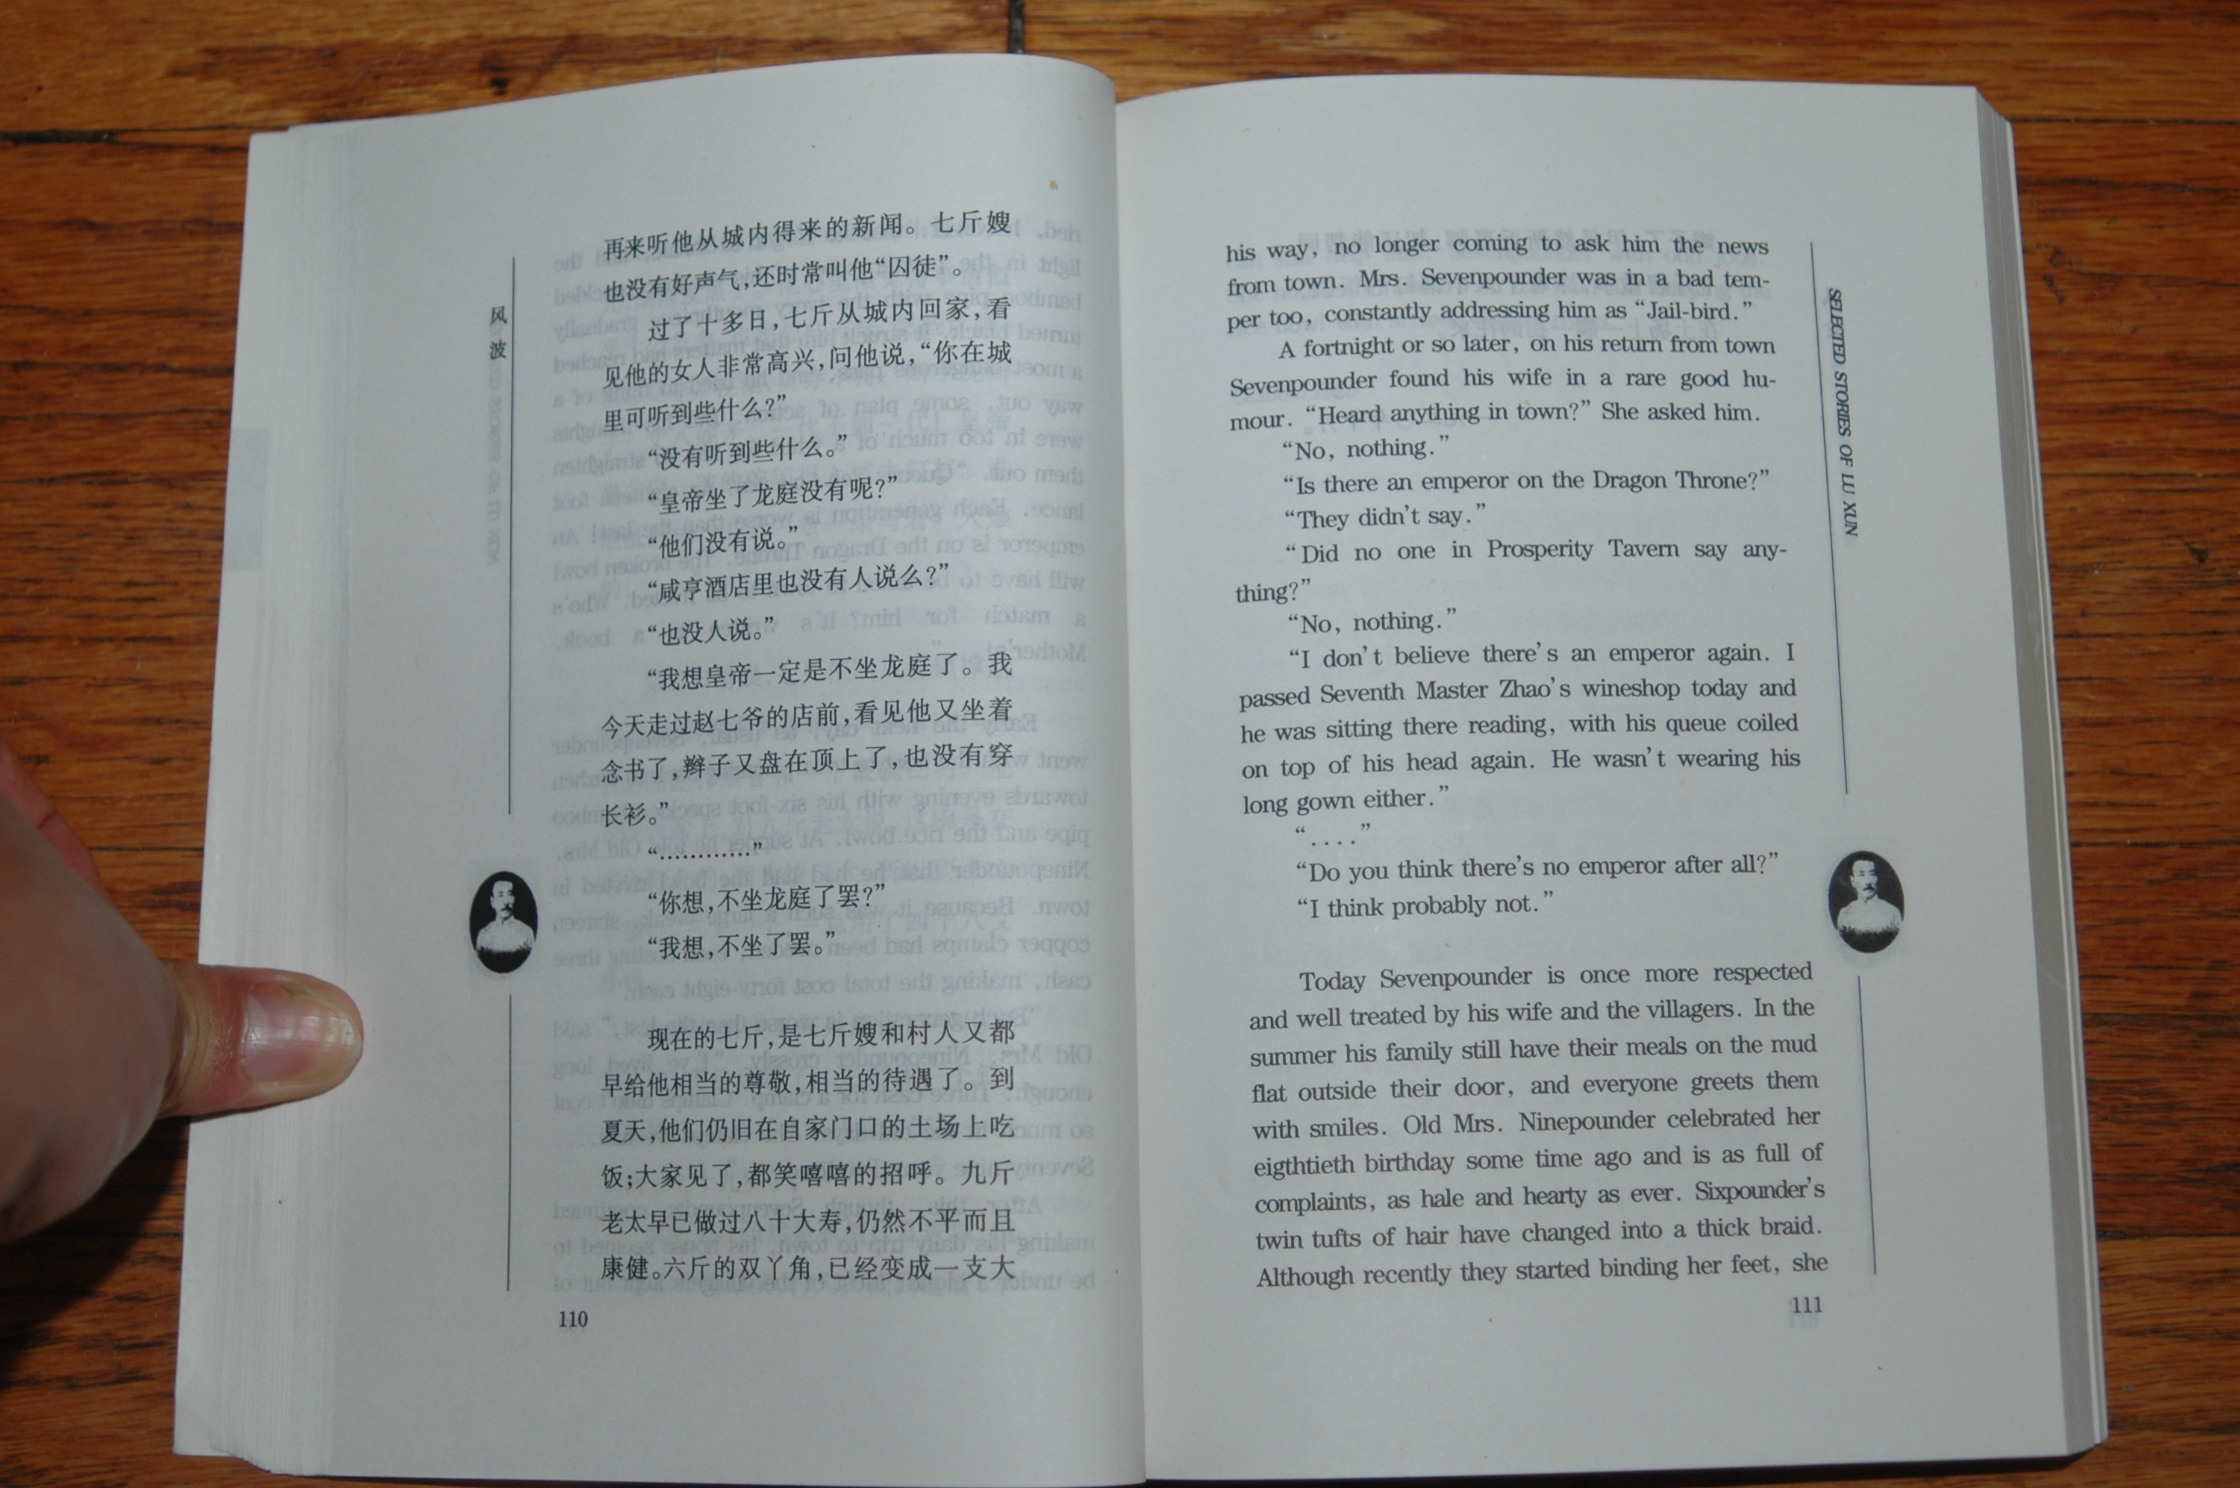 风
波
再来听他从城内得来的新闻。七斤嫂
也没有好声气,还时常叫他“囚徒”。
过了十多日,七斤从城内回家,看
见他的女人非常高兴,问他说,“你在城
里可听到些什么?”
“没有听到些什么。”
“皇帝坐了龙庭没有呢?”
“他们没有说。”
“咸亨酒店里也没有人说么?”
“也没人说。”
“我想皇帝一定是不坐龙庭了。我
今天走过赵七爷的店前,看见他又坐着
念书了,辫子又盘在顶上了,也没有穿
长衫。”
“…………”
“你想,不坐龙庭了罢?”
“我想,不坐了罢。”
现在的七斤,是七斤嫂和村人又都
早给他相当的尊敬,相当的待遇了。到
夏天,他们仍旧在自家门口的土场上吃
饭;大家见了,都笑嘻嘻的招呼。九斤
老太早已做过八十大寿,仍然不平而且
康健。六斤的双丫角,已经变成一支大
110
SELECTED STORIES OF LU XUN
his way, no longer coming to ask him the news
from town. Mrs. Sevenpounder was in a bad tem-
per too, constantly addressing him as “Jail-bird.”
A fortnight or so later, on his return from town
Sevenpounder found his wife in a rare good hu-
mour. “Heard anything in town?” She asked him.
“No, nothing.”
“Is there an emperor on the Dragon Throne?”
“They didn't say.”
“Did no one in Prosperity Tavern say any-
thing?”
“No, nothing.”
“I don't believe there's an emperor again. I
passed Seventh Master Zhao's wineshop today and
he was sitting there reading, with his queue coiled
on top of his head again. He wasn't wearing his
long gown either.”
“....”
“Do you think there's no emperor after all?”
“I think probably not.”
Today Sevenpounder is once more respected
and well treated by his wife and the villagers. In the
summer his family still have their meals on the mud
flat outside their door, and everyone greets them
with smiles. Old Mrs. Ninepounder celebrated her
eigthtieth birthday some time ago and is as full of
complaints, as hale and hearty as ever. Sixpounder's
twin tufts of hair have changed into a thick braid.
Although recently they started binding her feet, she
111